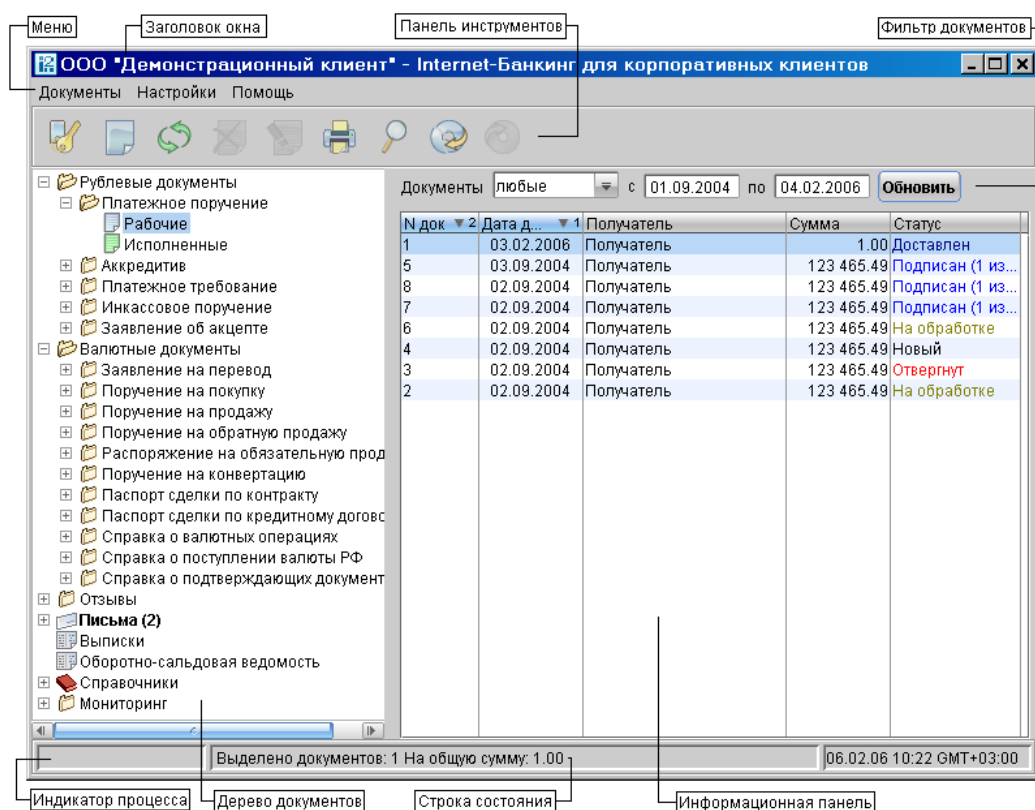 Меню
Заголовок окна
Панель инструментов
Фильтр документов
ООО "Демонстрационный клиент" - Internet-Банкинг для корпоративных клиентов
Документы Настройки Помощь
Рублевые документы
Платежное поручение
Рабочие
Исполненные
Аккредитив
Платежное требование
Инкассовое поручение
Заявление об акцепте
Валютные документы
Заявление на перевод
Поручение на покупку
Поручение на продажу
Поручение на обратную продажу
Распоряжение на обязательную прод
Поручение на конвертацию
Паспорт сделки по контракту
Паспорт сделки по кредитному догово
Справка о валютных операциях
Справка о поступлении валюты РФ
Справка о подтверждающих документ
Отзывы
Письма (2)
Выписки
Оборотно-сальдовая ведомость
Справочники
Мониторинг
Документы любые с 01.09.2004 по 04.02.2006 Обновить
N док 2 Дата д... 1 Получатель Сумма Статус
1 03.02.2006 Получатель 1.00 Доставлен
5 03.09.2004 Получатель 123 465.49 Подписан (1 из...
8 02.09.2004 Получатель 123 465.49 Подписан (1 из...
7 02.09.2004 Получатель 123 465.49 Подписан (1 из...
6 02.09.2004 Получатель 123 465.49 На обработке
4 02.09.2004 Получатель 123 465.49 Новый
3 02.09.2004 Получатель 123 465.49 Отвергнут
2 02.09.2004 Получатель 123 465.49 На обработке
Выделено документов: 1 На общую сумму: 1.00
06.02.06 10:22 GMT+03:00
Индикатор процесса
Дерево документов
Строка состояния
Информационная панель